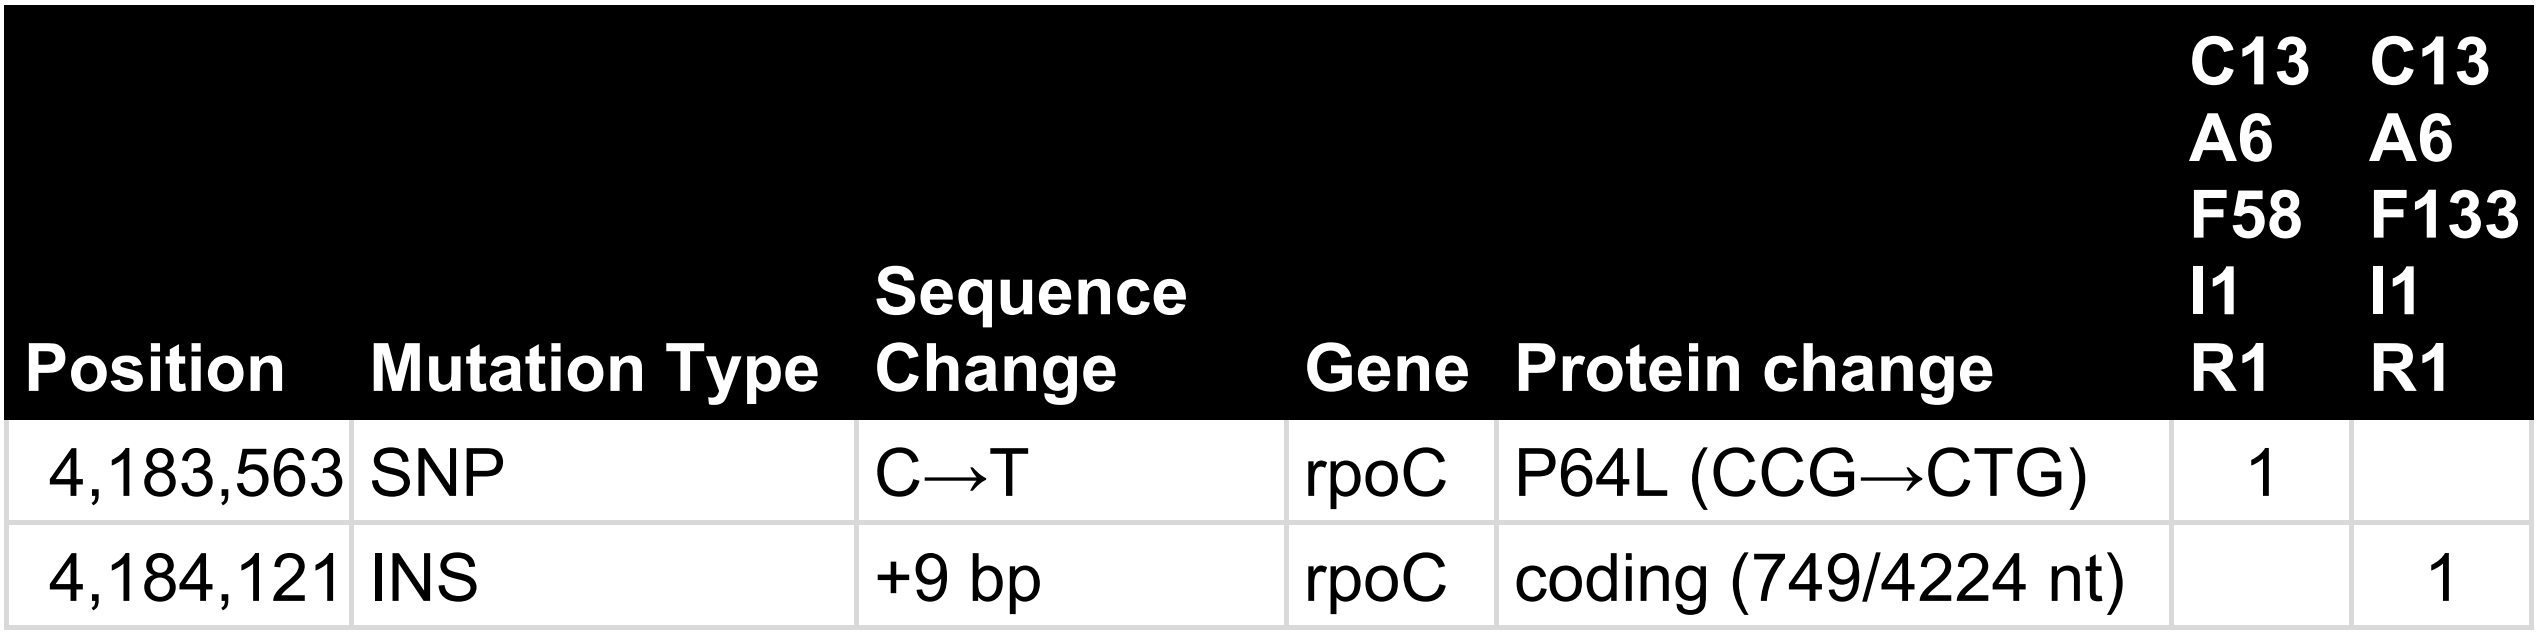 Position Mutation Type Sequence Change Gene Protein change C13 A6 F58 I1 R1 C13 A6 F133 I1 R1
4,183,563 SNP C→T rpoC P64L (CCG→CTG) 1
4,184,121 INS +9 bp rpoC coding (749/4224 nt) 1